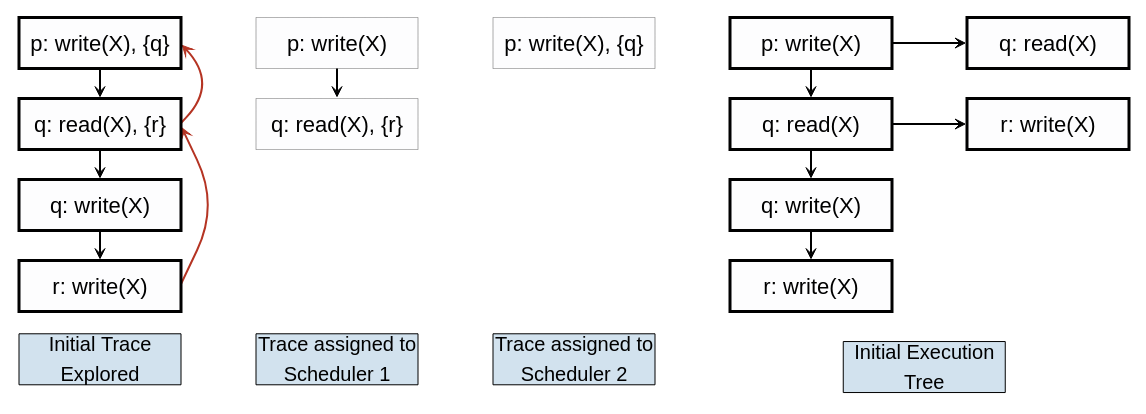 p: write(X), {q}
q: read(X), {r}
q: write(X)
r: write(X)
Initial Trace
Explored
p: write(X)
q: read(X), {r}
Trace assigned to
Scheduler 1
p: write(X), {q}
Trace assigned to
Scheduler 2
p: write(X)
q: read(X)
q: read(X)
r: write(X)
q: write(X)
r: write(X)
Initial Execution
Tree